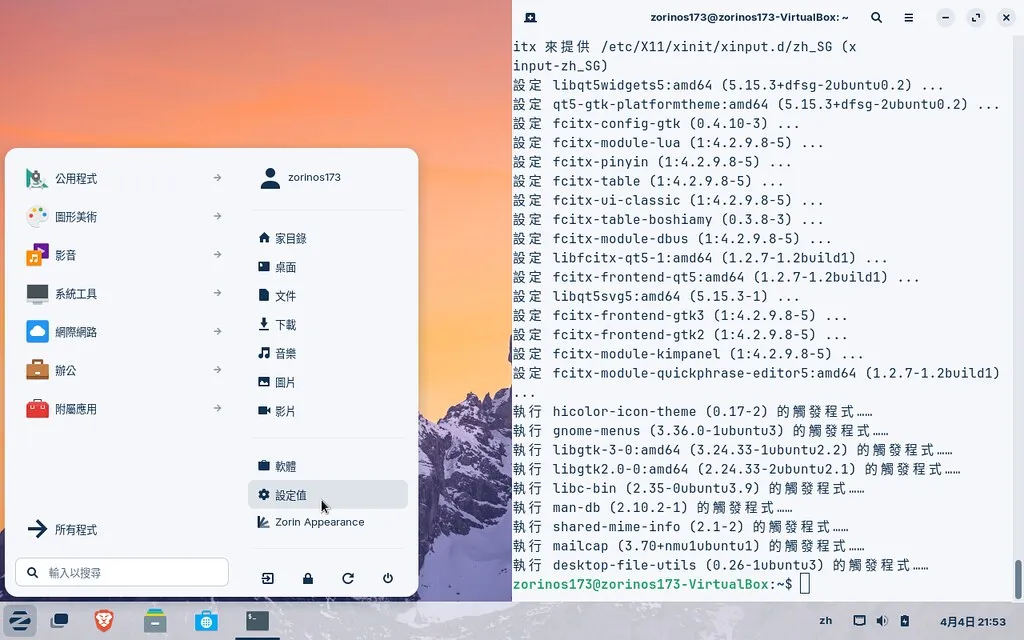 公用程式
圖形美術
影音
系統工具
網際網路
辦公
附屬應用
所有程式
輸入以搜尋
zorinos173
家目錄
桌面
文件
下載
音樂
圖片
影片
軟體
設定值
Zorin Appearance
zorinos173@zorinos173-VirtualBox: ~
itx 來提供 /etc/X11/xinit/xinput.d/zh_SG (x
input-zh_SG)
設定 libqt5widgets5:amd64 (5.15.3+dfsg-2ubuntu0.2) ...
設定 qt5-gtk-platformtheme:amd64 (5.15.3+dfsg-2ubuntu0.2) ...
設定 fcitx-config-gtk (0.4.10-3) ...
設定 fcitx-module-lua (1:4.2.9.8-5) ...
設定 fcitx-pinyin (1:4.2.9.8-5) ...
設定 fcitx-table (1:4.2.9.8-5) ...
設定 fcitx-ui-classic (1:4.2.9.8-5) ...
設定 fcitx-table-boshiamy (0.3.8-3) ...
設定 fcitx-module-dbus (1:4.2.9.8-5) ...
設定 libfcitx-qt5-1:amd64 (1.2.7-1.2build1) ...
設定 fcitx-frontend-qt5:amd64 (1.2.7-1.2build1) ...
設定 libqt5svg5:amd64 (5.15.3-1) ...
設定 fcitx-frontend-gtk3 (1:4.2.9.8-5) ...
設定 fcitx-frontend-gtk2 (1:4.2.9.8-5) ...
設定 fcitx-module-kimpanel (1:4.2.9.8-5) ...
設定 fcitx-module-quickphrase-editor5:amd64 (1.2.7-1.2build1)
...
執行 hicolor-icon-theme (0.17-2) 的觸發程式……
執行 gnome-menus (3.36.0-1ubuntu3) 的觸發程式……
執行 libgtk-3-0:amd64 (3.24.33-1ubuntu2.2) 的觸發程式……
執行 libgtk2.0-0:amd64 (2.24.33-2ubuntu2.1) 的觸發程式……
執行 libc-bin (2.35-0ubuntu3.9) 的觸發程式……
執行 man-db (2.10.2-1) 的觸發程式……
執行 shared-mime-info (2.1-2) 的觸發程式……
執行 mailcap (3.70+nmu1ubuntu1) 的觸發程式……
執行 desktop-file-utils (0.26-1ubuntu3) 的觸發程式……
zorinos173@zorinos173-VirtualBox:~$
zh
4月4日 21:53